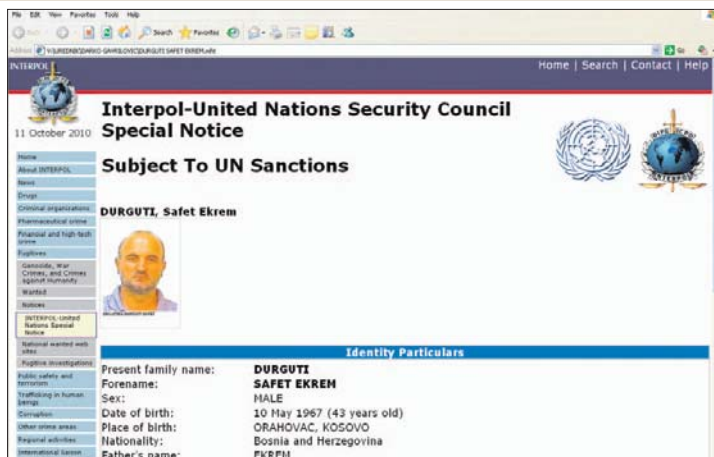 File Edit View Favorites Tools Help
Search Favorites
INTERPOL
Home | Search | Contact | Help
11 October 2010
Interpol-United Nations Security Council
Special Notice
Subject To UN Sanctions
Home
About INTERPOL
News
Drugs
Criminal organizations
Pharmaceutical crime
Financial and high-tech
crime
Fugitives
Genocide, War
Crimes, and Crimes
against Humanity
Wanted
Notices
INTERPOL-United
Nations Special
Notice
National wanted web
sites
Fugitive investigations
Public safety and
terrorism
Trafficking in human
beings
Corruption
Other crime areas
Regional activities
International liaison
DURGUTI, Safet Ekrem
Identity Particulars
Present family name: DURGUTI
Forename: SAFET EKREM
Sex: MALE
Date of birth: 10 May 1967 (43 years old)
Place of birth: ORAHOVAC, KOSOVO
Nationality: Bosnia and Herzegovina
Father's name: EKREM